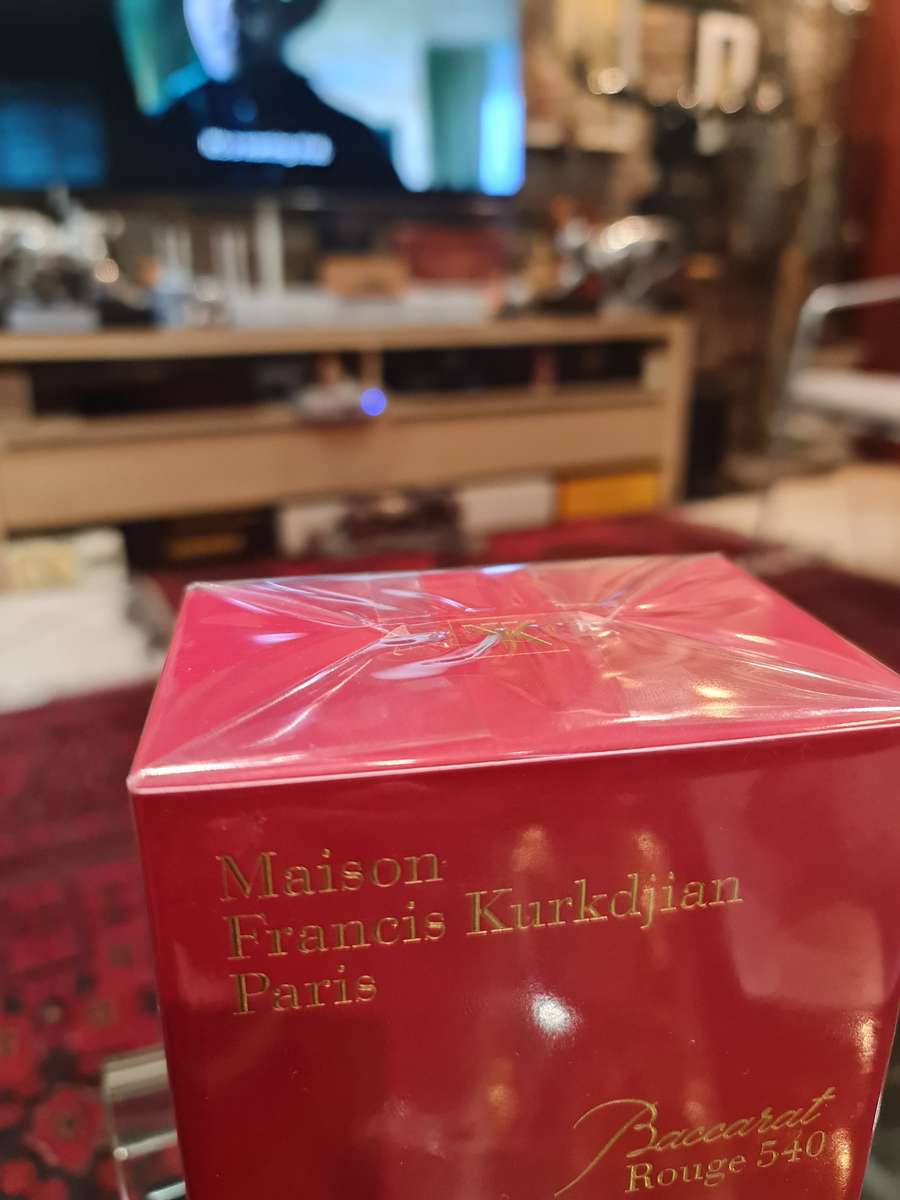 Maison
Francis Kurkdjian
Paris
Baccarat
Rouge 540